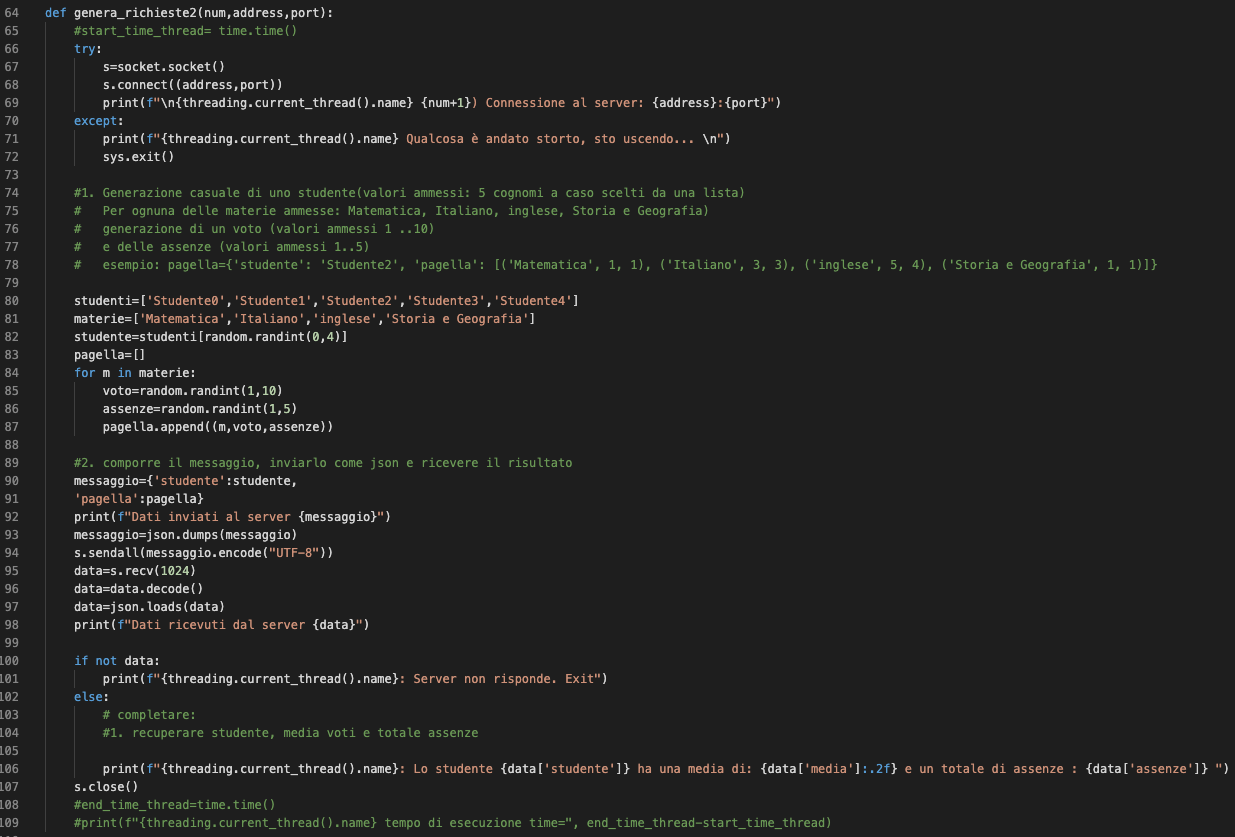 64 def genera_richieste2(num,address,port):
65     #start_time_thread= time.time()
66     try:
67         s=socket.socket()
68         s.connect((address,port))
69         print(f"\n{threading.current_thread().name} {num+1}) Connessione al server: {address}:{port}")
70     except:
71         print(f"{threading.current_thread().name} Qualcosa è andato storto, sto uscendo... \n")
72         sys.exit()
73
74     #1. Generazione casuale di uno studente(valori ammessi: 5 cognomi a caso scelti da una lista)
75     #   Per ognuna delle materie ammesse: Matematica, Italiano, inglese, Storia e Geografia)
76     #   generazione di un voto (valori ammessi 1 ..10)
77     #   e delle assenze (valori ammessi 1..5)
78     #   esempio: pagella={'studente': 'Studente2', 'pagella': [('Matematica', 1, 1), ('Italiano', 3, 3), ('inglese', 5, 4), ('Storia e Geografia', 1, 1)]}
79
80     studenti=['Studente0','Studente1','Studente2','Studente3','Studente4']
81     materie=['Matematica','Italiano','inglese','Storia e Geografia']
82     studente=studenti[random.randint(0,4)]
83     pagella=[]
84     for m in materie:
85         voto=random.randint(1,10)
86         assenze=random.randint(1,5)
87         pagella.append((m,voto,assenze))
88
89     #2. comporre il messaggio, inviarlo come json e ricevere il risultato
90     messaggio={'studente':studente,
91     'pagella':pagella}
92     print(f"Dati inviati al server {messaggio}")
93     messaggio=json.dumps(messaggio)
94     s.sendall(messaggio.encode("UTF-8"))
95     data=s.recv(1024)
96     data=data.decode()
97     data=json.loads(data)
98     print(f"Dati ricevuti dal server {data}")
99
100     if not data:
101         print(f"{threading.current_thread().name}: Server non risponde. Exit")
102     else:
103         # completare:
104         #1. recuperare studente, media voti e totale assenze
105
106         print(f"{threading.current_thread().name}: Lo studente {data['studente']} ha una media di: {data['media']:.2f} e un totale di assenze : {data['assenze']} ")
107     s.close()
108     #end_time_thread=time.time()
109     #print(f"{threading.current_thread().name} tempo di esecuzione time=", end_time_thread-start_time_thread)